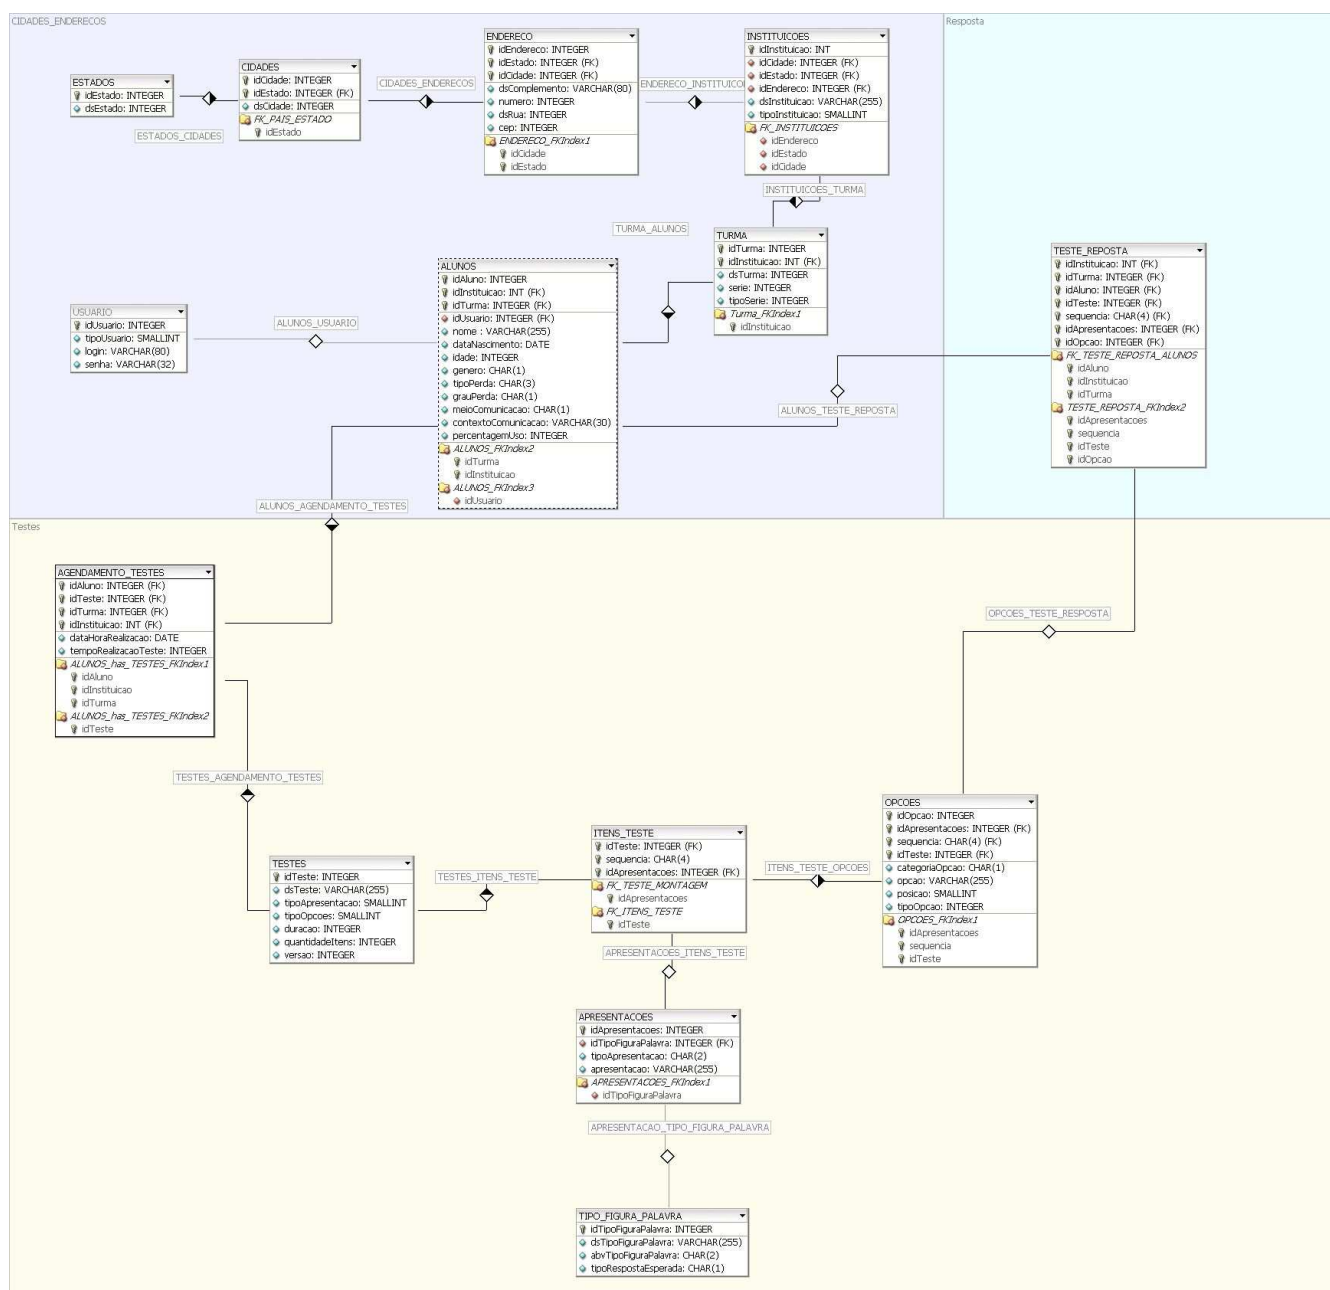 CIDADES_ENDERECOS
Resposta
ESTADOS
idEstado: INTEGER
dsEstado: INTEGER
ESTADOS_CIDADES
CIDADES
idCidade: INTEGER
idEstado: INTEGER (FK)
dsCidade: INTEGER
FK_PAIS_ESTADO
idEstado
CIDADES_ENDERECOS
ENDERECO
idEndereco: INTEGER
idEstado: INTEGER (FK)
idCidade: INTEGER (FK)
dsComplemento: VARCHAR(80)
numero: INTEGER
dsRua: INTEGER
cep: INTEGER
ENDERECO_FKIndex1
idCidade
idEstado
ENDERECO_INSTITUICO
INSTITUICOES
idInstituicao: INT
idCidade: INTEGER (FK)
idEstado: INTEGER (FK)
idEndereco: INTEGER (FK)
dsInstituicao: VARCHAR(255)
tipoInstituicao: SMALLINT
FK_INSTITUICOES
idEndereco
idEstado
idCidade
INSTITUICOES_TURMA
TURMA_ALUNOS
TURMA
idTurma: INTEGER
idInstituicao: INT (FK)
dsTurma: INTEGER
serie: INTEGER
tipoSerie: INTEGER
Turma_FKIndex1
idInstituicao
USUARIO
idUsuario: INTEGER
tipoUsuario: SMALLINT
login: VARCHAR(80)
senha: VARCHAR(32)
ALUNOS_USUARIO
ALUNOS
idAluno: INTEGER
idInstituicao: INT (FK)
idTurma: INTEGER (FK)
idUsuario: INTEGER (FK)
nome : VARCHAR(255)
dataNascimento: DATE
idade: INTEGER
genero: CHAR(1)
tipoPerda: CHAR(3)
grauPerda: CHAR(1)
meioComunicacao: CHAR(1)
contextoComunicacao: VARCHAR(30)
percentagemUso: INTEGER
ALUNOS_FKIndex2
idTurma
idInstituicao
ALUNOS_FKIndex3
idUsuario
TESTE_REPOSTA
idInstituicao: INT (FK)
idTurma: INTEGER (FK)
idAluno: INTEGER (FK)
idTeste: INTEGER (FK)
sequencia: CHAR(4) (FK)
idApresentacoes: INTEGER (FK)
idOpcao: INTEGER (FK)
FK_TESTE_REPOSTA_ALUNOS
idAluno
idInstituicao
idTurma
TESTE_REPOSTA_FKIndex2
idApresentacoes
sequencia
idTeste
idOpcao
ALUNOS_TESTE_REPOSTA
ALUNOS_AGENDAMENTO_TESTES
Testes
AGENDAMENTO_TESTES
idAluno: INTEGER (FK)
idTeste: INTEGER (FK)
idTurma: INTEGER (FK)
idInstituicao: INT (FK)
dataHoraRealizacao: DATE
tempoRealizacaoTeste: INTEGER
ALUNOS_has_TESTES_FKIndex1
idAluno
idInstituicao
idTurma
ALUNOS_has_TESTES_FKIndex2
idTeste
OPCOES_TESTE_RESPOSTA
TESTES_AGENDAMENTO_TESTES
TESTES
idTeste: INTEGER
dsTeste: VARCHAR(255)
tipoApresentacao: SMALLINT
tipoOpcoes: SMALLINT
duracao: INTEGER
quantidadeItens: INTEGER
versao: INTEGER
TESTES_ITENS_TESTE
ITENS_TESTE
idTeste: INTEGER (FK)
sequencia: CHAR(4)
idApresentacoes: INTEGER (FK)
FK_TESTE_MONTAGEM
idApresentacoes
FK_ITENS_TESTE
idTeste
ITENS_TESTE_OPCOES
OPCOES
idOpcao: INTEGER
idApresentacoes: INTEGER (FK)
sequencia: CHAR(4) (FK)
idTeste: INTEGER (FK)
categoriaOpcao: CHAR(1)
opcao: VARCHAR(255)
posicao: SMALLINT
tipoOpcao: INTEGER
OPCOES_FKIndex1
idApresentacoes
sequencia
idTeste
APRESENTACOES_ITENS_TESTE
APRESENTACOES
idApresentacoes: INTEGER
idTipoFiguraPalavra: INTEGER (FK)
tipoApresentacao: CHAR(2)
apresentacao: VARCHAR(255)
APRESENTACOES_FKIndex1
idTipoFiguraPalavra
APRESENTACAO_TIPO_FIGURA_PALAVRA
TIPO_FIGURA_PALAVRA
idTipoFiguraPalavra: INTEGER
dsTipoFiguraPalavra: VARCHAR(255)
abvTipoFiguraPalavra: CHAR(2)
tipoRespostaEsperada: CHAR(1)